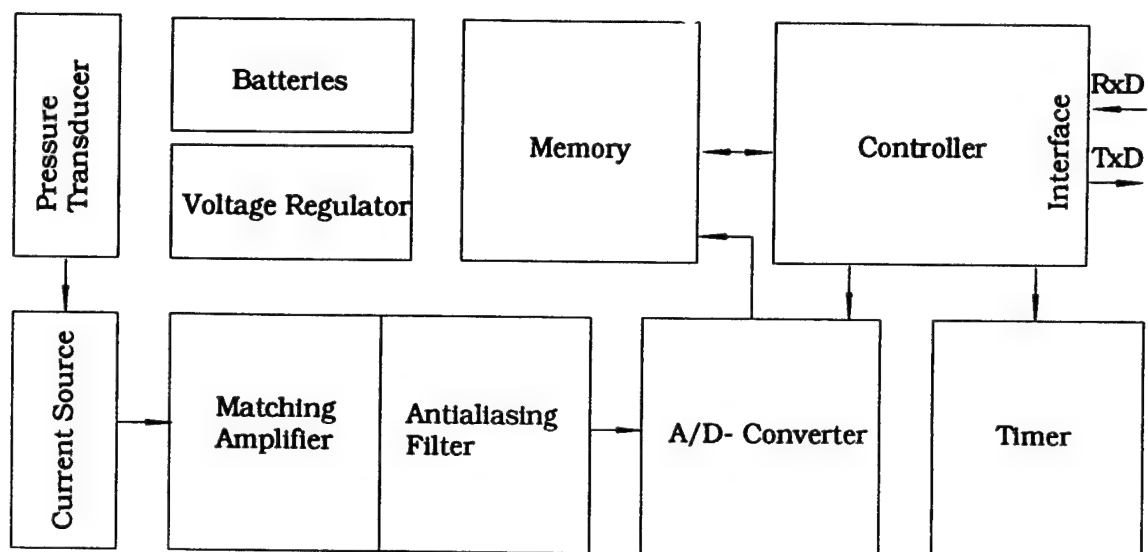 Pressure
Transducer
Batteries
Voltage Regulator
Memory
Controller
Interface
RxD
TxD
Current Source
Matching
Amplifier
Antialiasing
Filter
A/D- Converter
Timer